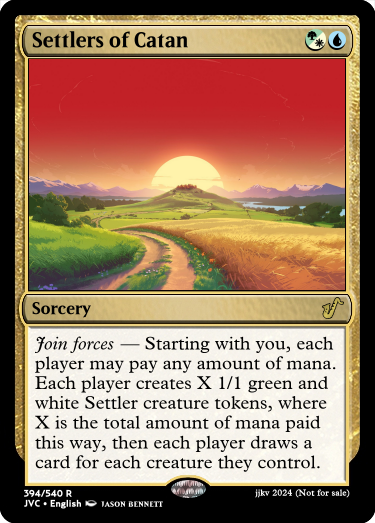 Settlers of Catan
Sorcery
Join forces — Starting with you, each
player may pay any amount of mana.
Each player creates X 1/1 green and
white Settler creature tokens, where
X is the total amount of mana paid
this way, then each player draws a
card for each creature they control.
394/540 R
JVC • English JASON BENNETT
jjkv 2024 (Not for sale)